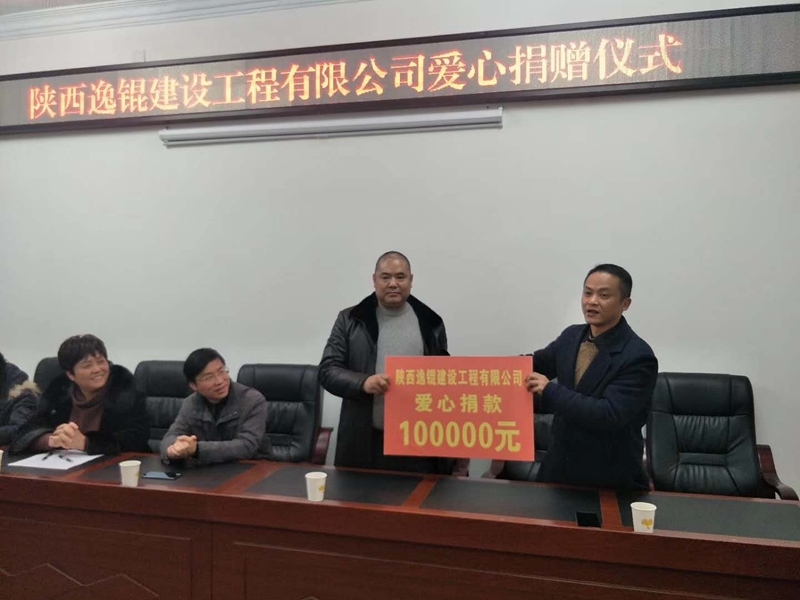 陕西逸锟建设工程有限公司爱心捐赠仪式
陕西逸锟建设工程有限公司
爱心捐款
100000元